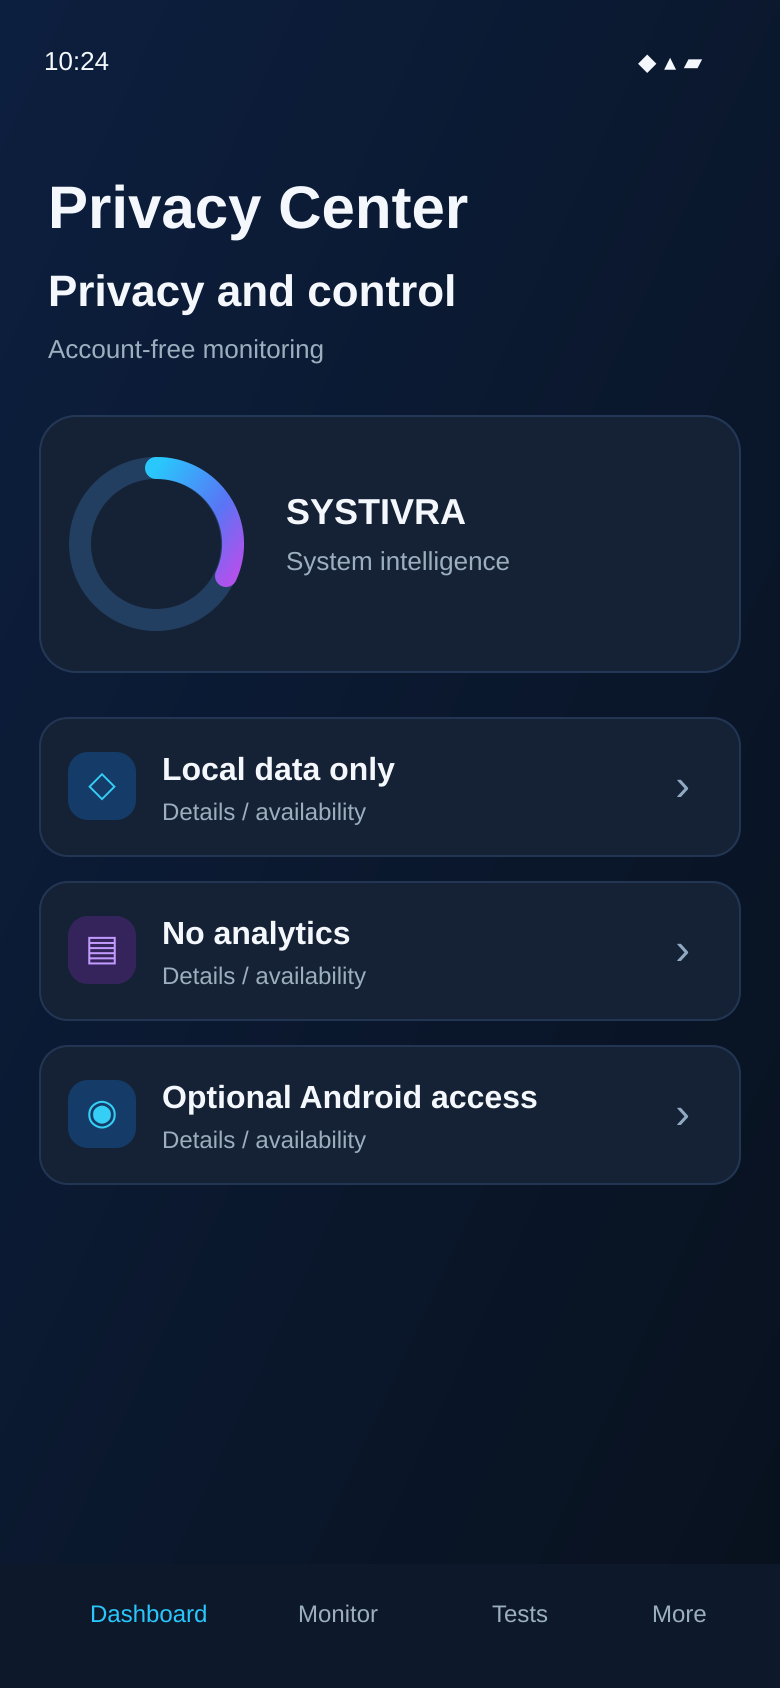 10:24
Privacy Center
Privacy and control
Account-free monitoring
SYSTIVRA
System intelligence
Local data only
Details / availability
No analytics
Details / availability
Optional Android access
Details / availability
Dashboard Monitor Tests More